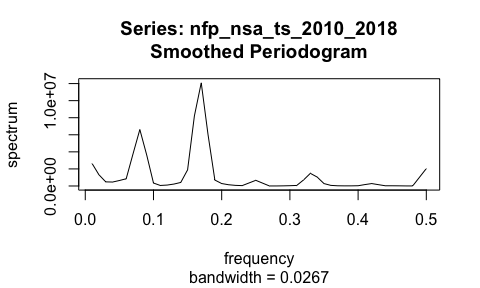 Series: nfp_nsa_ts_2010_2018
Smoothed Periodogram
spectrum
1.0e+07
0.0e+00
0.0 0.1 0.2 0.3 0.4 0.5
frequency
bandwidth = 0.0267